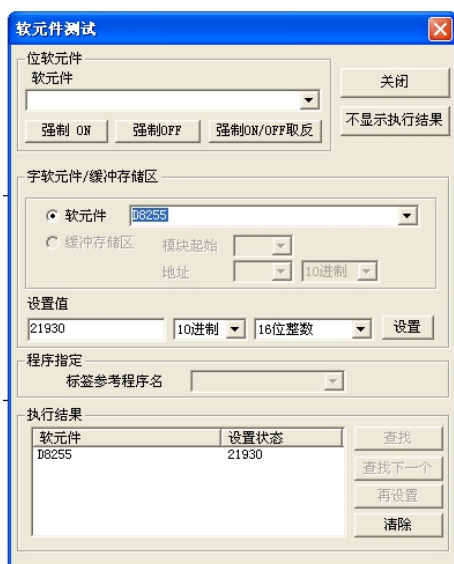 软元件测试
位软元件
软元件
关闭
强制 ON 强制OFF 强制ON/OFF取反
不显示执行结果
字软元件/缓冲存储区
软元件 D8255
缓冲存储区 模块起始
地址 10进制
设置值
21930 10进制 16位整数 设置
程序指定
标签参考程序名
执行结果
软元件 设置状态
D8255 21930
查找
查找下一个
再设置
清除